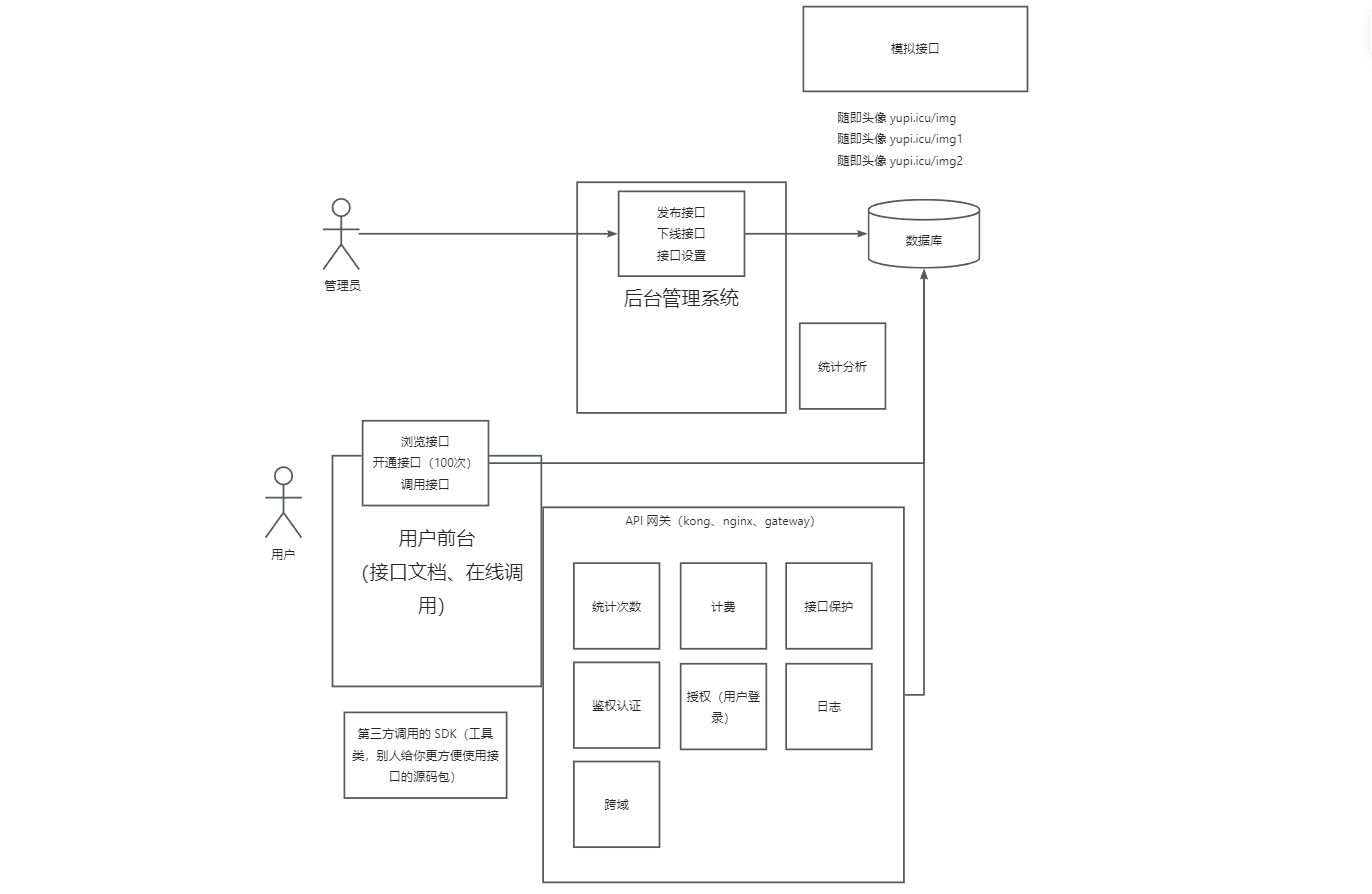 模拟接口
随即头像 yupi.icu/img
随即头像 yupi.icu/img1
随即头像 yupi.icu/img2
发布接口
下线接口
接口设置
数据库
管理员
后台管理系统
统计分析
浏览接口
开通接口（100次）
调用接口
用户
用户前台
（接口文档、在线调
用）
API 网关（kong、nginx、gateway）
统计次数
计费
接口保护
鉴权认证
授权（用户登
录）
日志
第三方调用的 SDK（工具
类，别人给你更方便使用接
口的源码包）
跨域